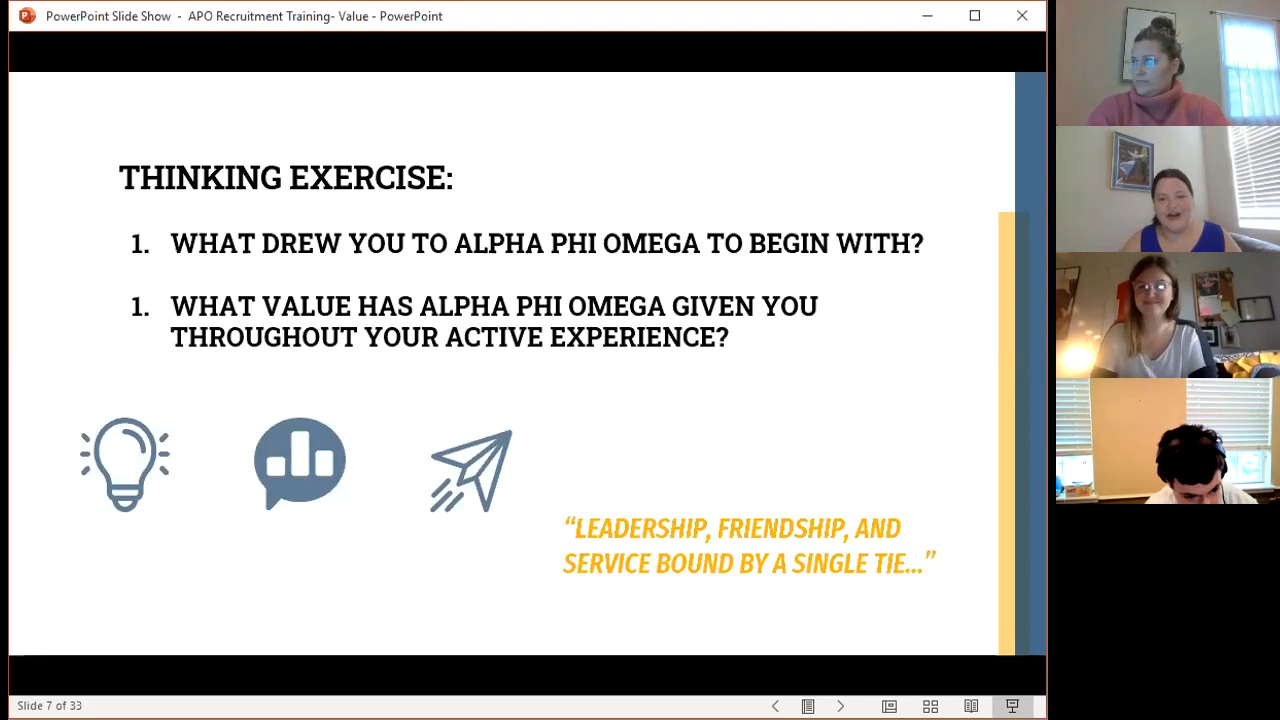 PowerPoint Slide Show - APO Recruitment Training- Value - PowerPoint
THINKING EXERCISE:
1. WHAT DREW YOU TO ALPHA PHI OMEGA TO BEGIN WITH?
1. WHAT VALUE HAS ALPHA PHI OMEGA GIVEN YOU
THROUGHOUT YOUR ACTIVE EXPERIENCE?
“LEADERSHIP, FRIENDSHIP, AND
SERVICE BOUND BY A SINGLE TIE...”
Slide 7 of 33